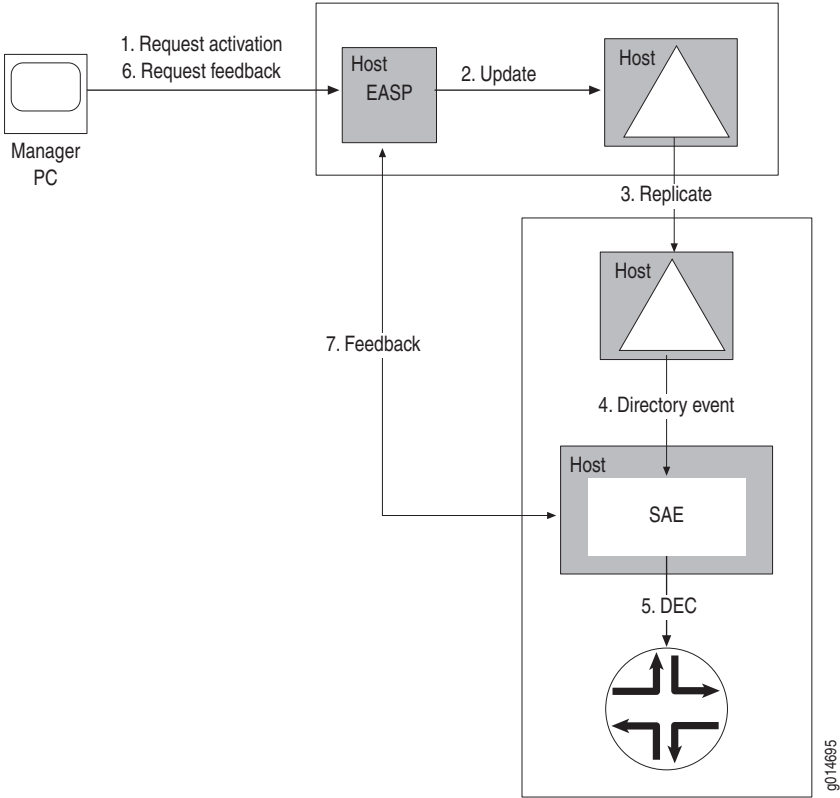 1. Request activation
6. Request feedback
Manager
PC
Host
EASP
2. Update
Host
3. Replicate
Host
7. Feedback
4. Directory event
Host
SAE
5. DEC
g014695